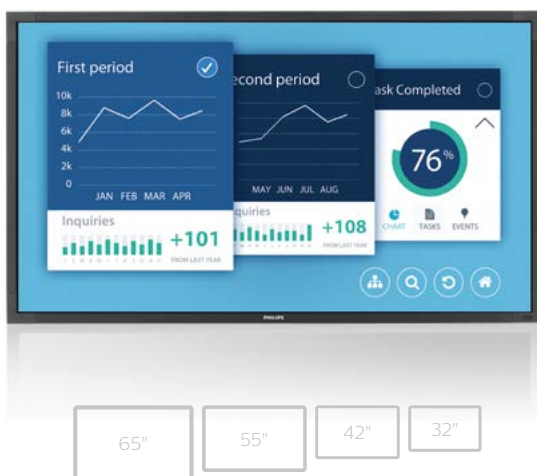 First period
10k
8k
6k
4k
2k
0
JAN FEB MAR APR
Inquiries
+101
FROM LAST YEAR
econd period
MAY JUN JUL AUG
quiries
+108
FROM LAST YEAR
ask Completed
76%
CHART TASKS EVENTS
PHILIPS
65"
55"
42"
32"